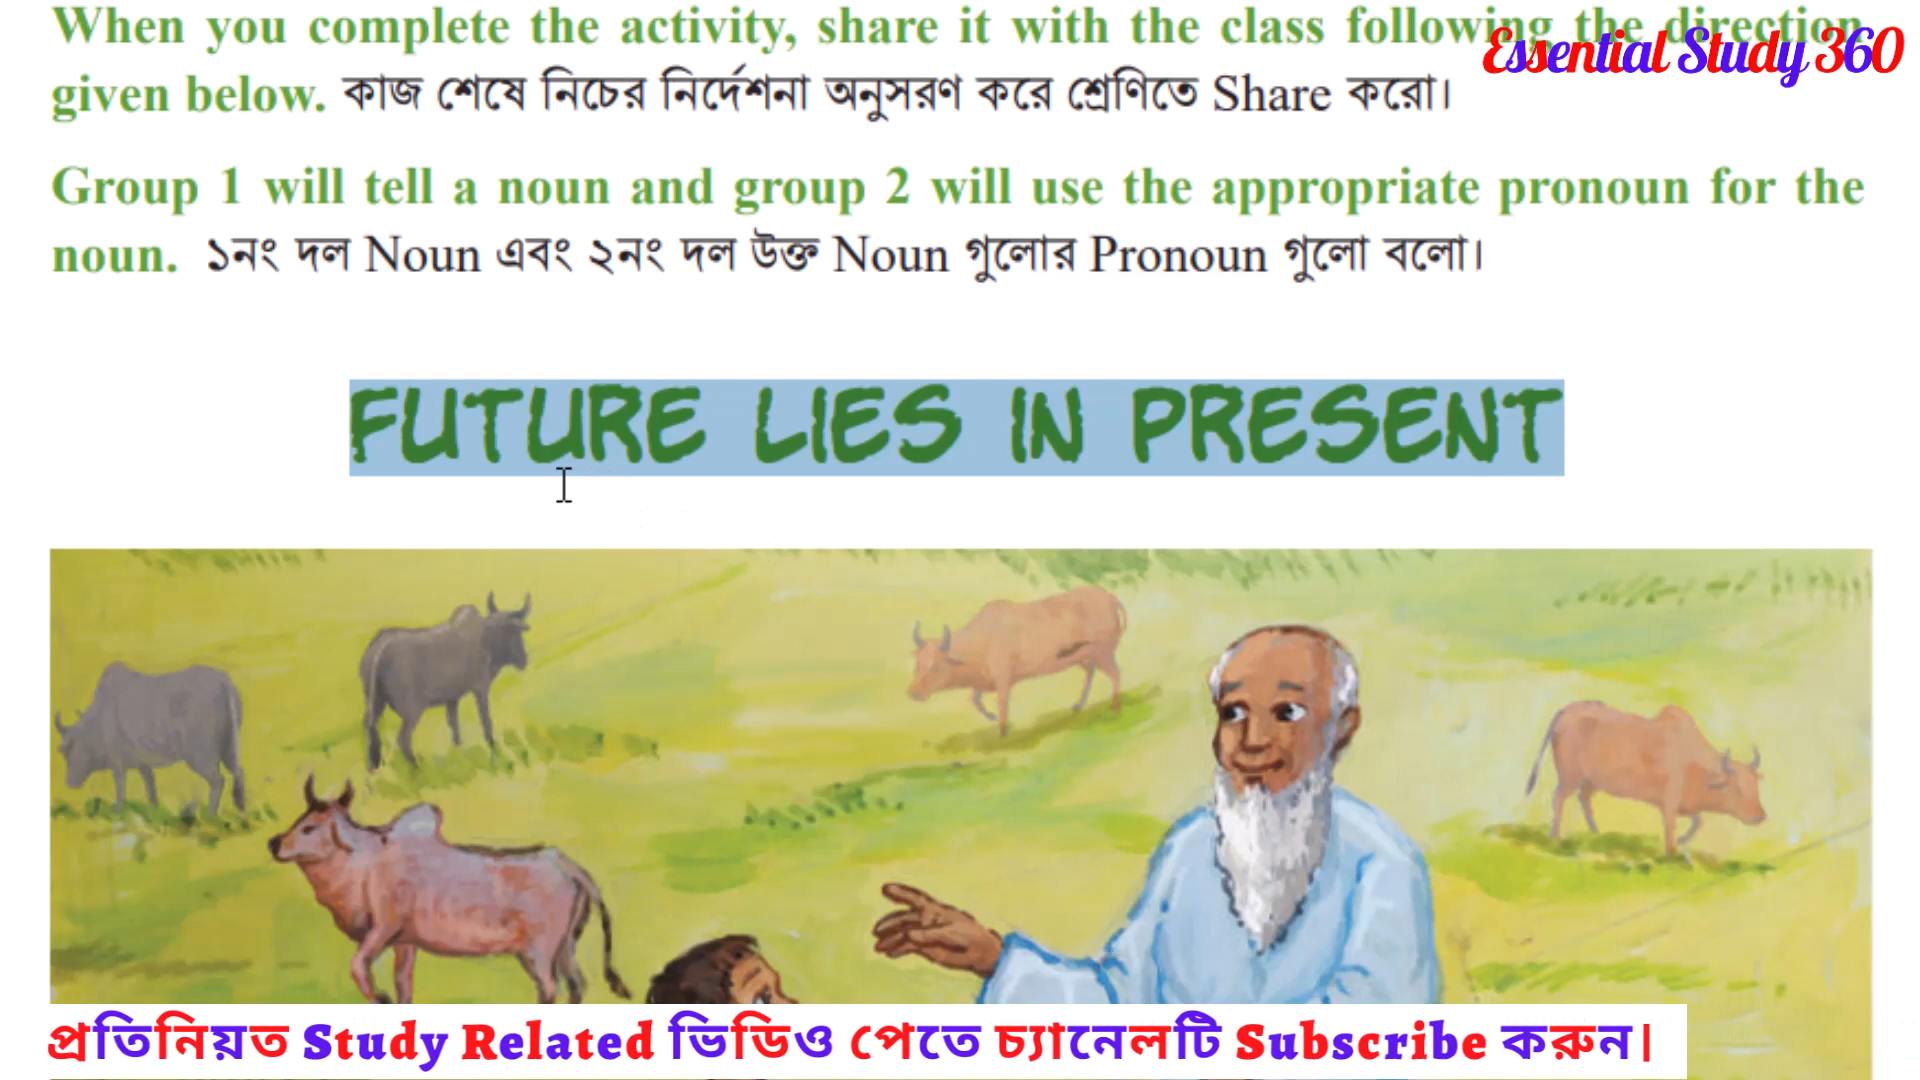 When you complete the activity, share it with the class following the direction
Essential Study 360
given below. কাজ শেষে নিচের নির্দেশনা অনুসরণ করে শ্রেণিতে Share করো।
Group 1 will tell a noun and group 2 will use the appropriate pronoun for the
noun. ১নং দল Noun এবং ২নং দল উক্ত Noun গুলোর Pronoun গুলো বলো।
FUTURE LIES IN PRESENT
প্রতিনিয়ত Study Related ভিডিও পেতে চ্যানেলটি Subscribe করুন।